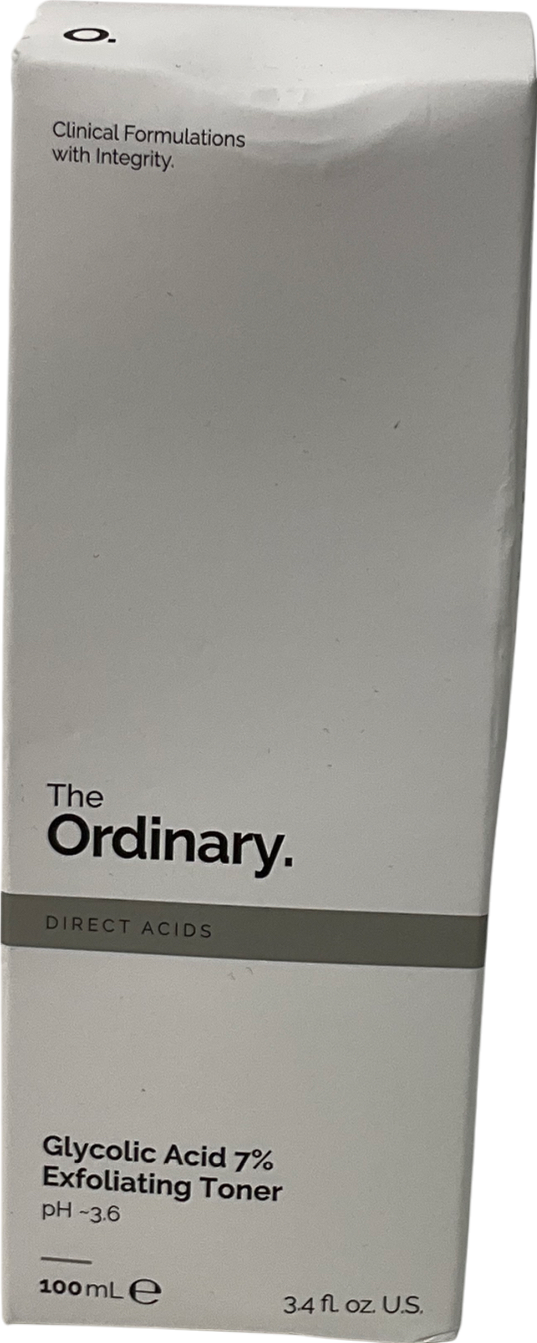 O.
Clinical Formulations
with Integrity.
The
Ordinary.
DIRECT ACIDS
Glycolic Acid 7%
Exfoliating Toner
pH ~3.6
100 mL ℮
3.4 fl. oz. U.S.